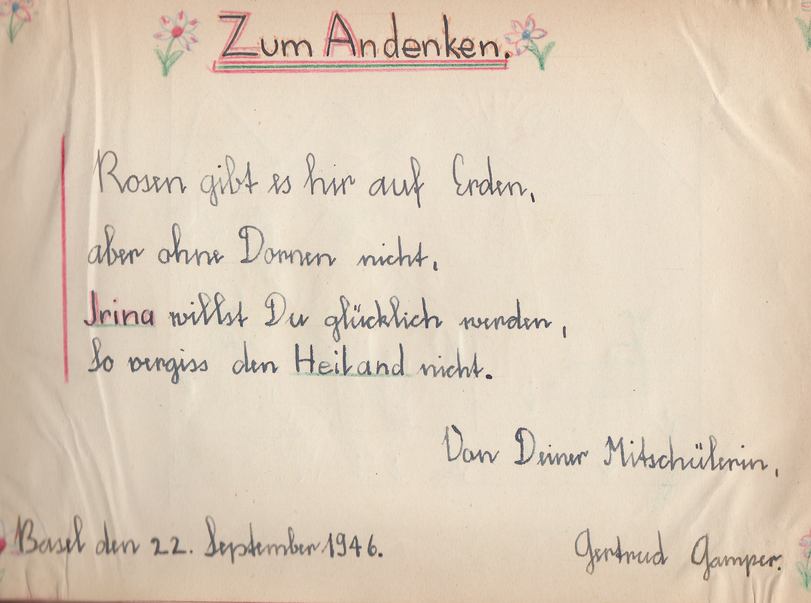 Zum Andenken.
Rosen gibt es hir auf Erden,
aber ohne Dornen nicht,
Irina willst Du glücklich werden,
So vergiss den Heiland nicht.
Von Deiner Mitschülerin,
Basel den 22. September 1946.
Gertrud Gamper.